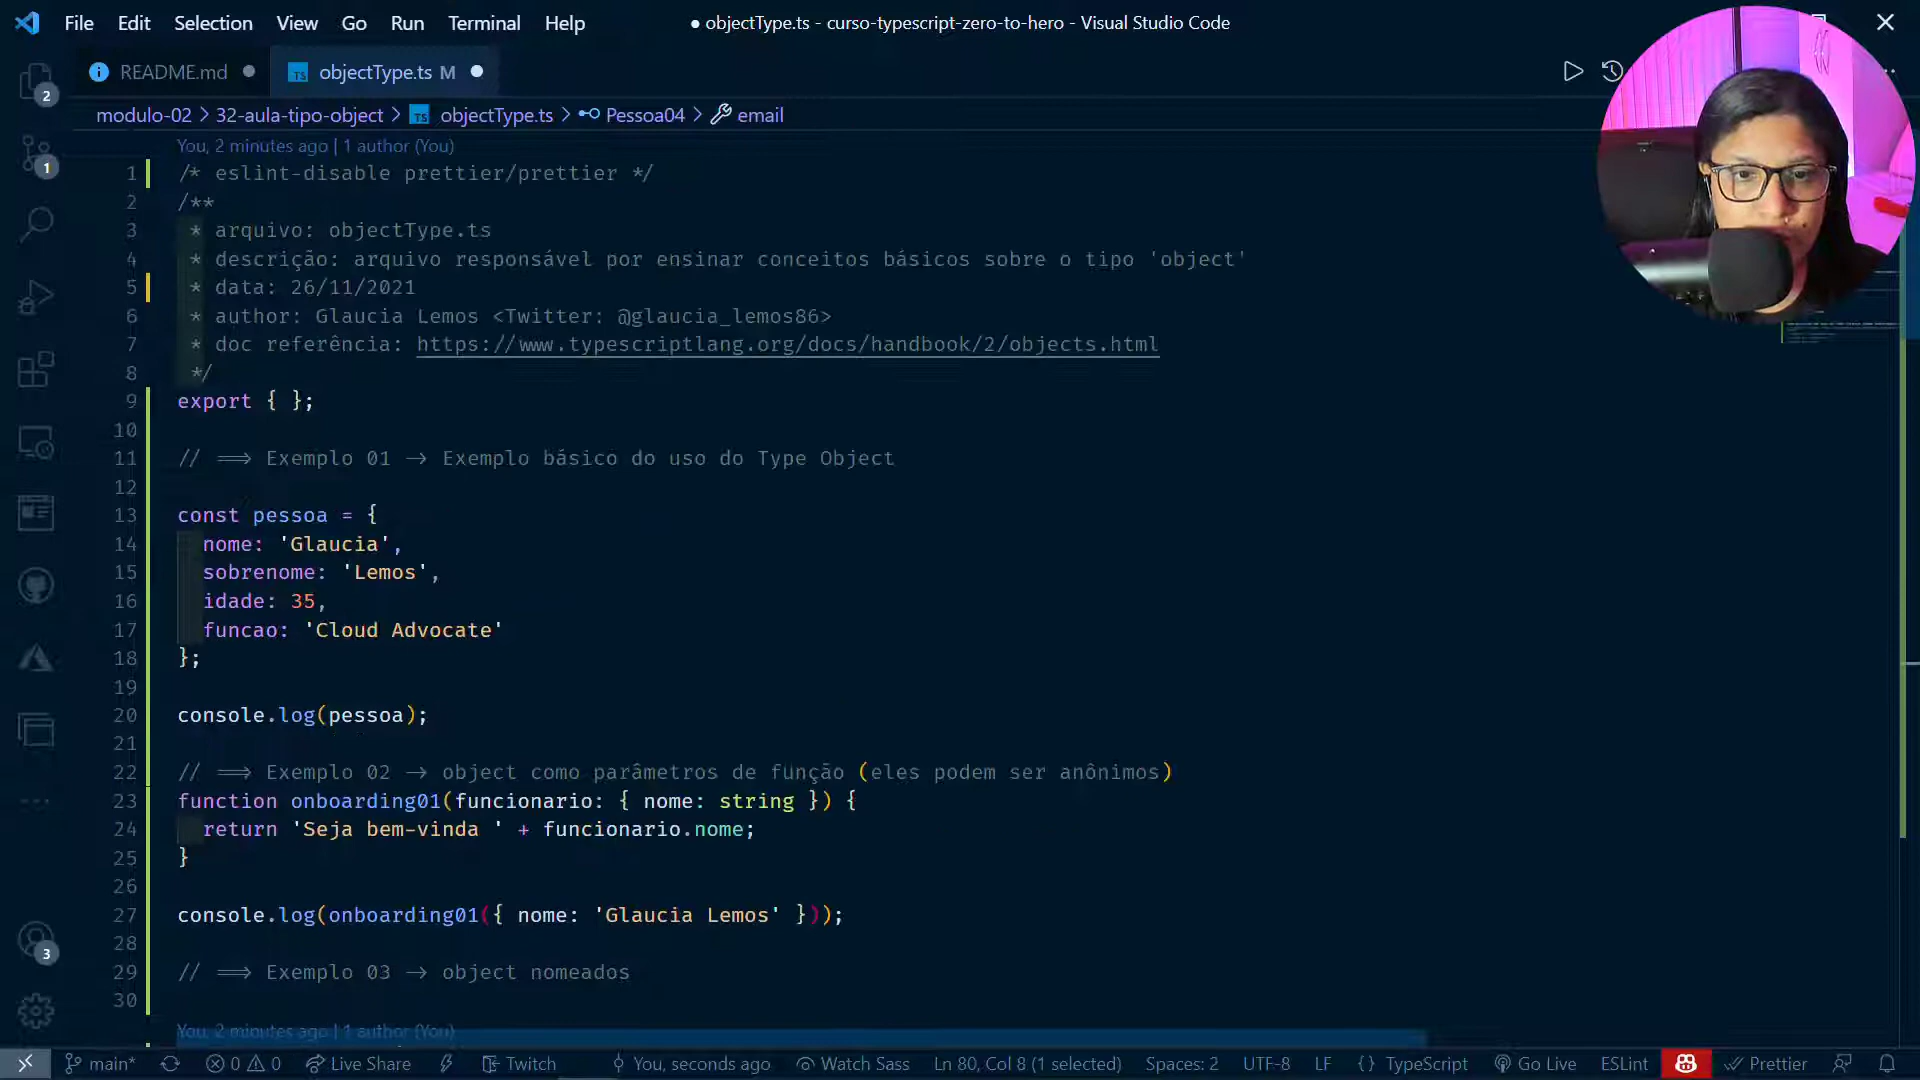 File Edit Selection View Go Run Terminal Help
● objectType.ts - curso-typescript-zero-to-hero - Visual Studio Code
README.md
TS objectType.ts M
modulo-02 > 32-aula-tipo-object > TS objectType.ts > Pessoa04 > email
You, 2 minutes ago | 1 author (You)
1 /* eslint-disable prettier/prettier */
2 /**
3 * arquivo: objectType.ts
4 * descrição: arquivo responsável por ensinar conceitos básicos sobre o tipo 'object'
5 * data: 26/11/2021
6 * author: Glaucia Lemos <Twitter: @glaucia_lemos86>
7 * doc referência: https://www.typescriptlang.org/docs/handbook/2/objects.html
8 */
9 export { };
10
11 // ==> Exemplo 01 -> Exemplo básico do uso do Type Object
12
13 const pessoa = {
14 nome: 'Glaucia',
15 sobrenome: 'Lemos',
16 idade: 35,
17 funcao: 'Cloud Advocate'
18 };
19
20 console.log(pessoa);
21
22 // ==> Exemplo 02 -> object como parâmetros de função (eles podem ser anônimos)
23 function onboarding01(funcionario: { nome: string }) {
24 return 'Seja bem-vinda ' + funcionario.nome;
25 }
26
27 console.log(onboarding01({ nome: 'Glaucia Lemos' }));
28
29 // ==> Exemplo 03 -> object nomeados
30
You, 2 minutes ago | 1 author (You)
2
1
3
main* 0 0 Live Share Twitch You, seconds ago Watch Sass Ln 80, Col 8 (1 selected) Spaces: 2 UTF-8 LF {} TypeScript Go Live ESLint Prettier